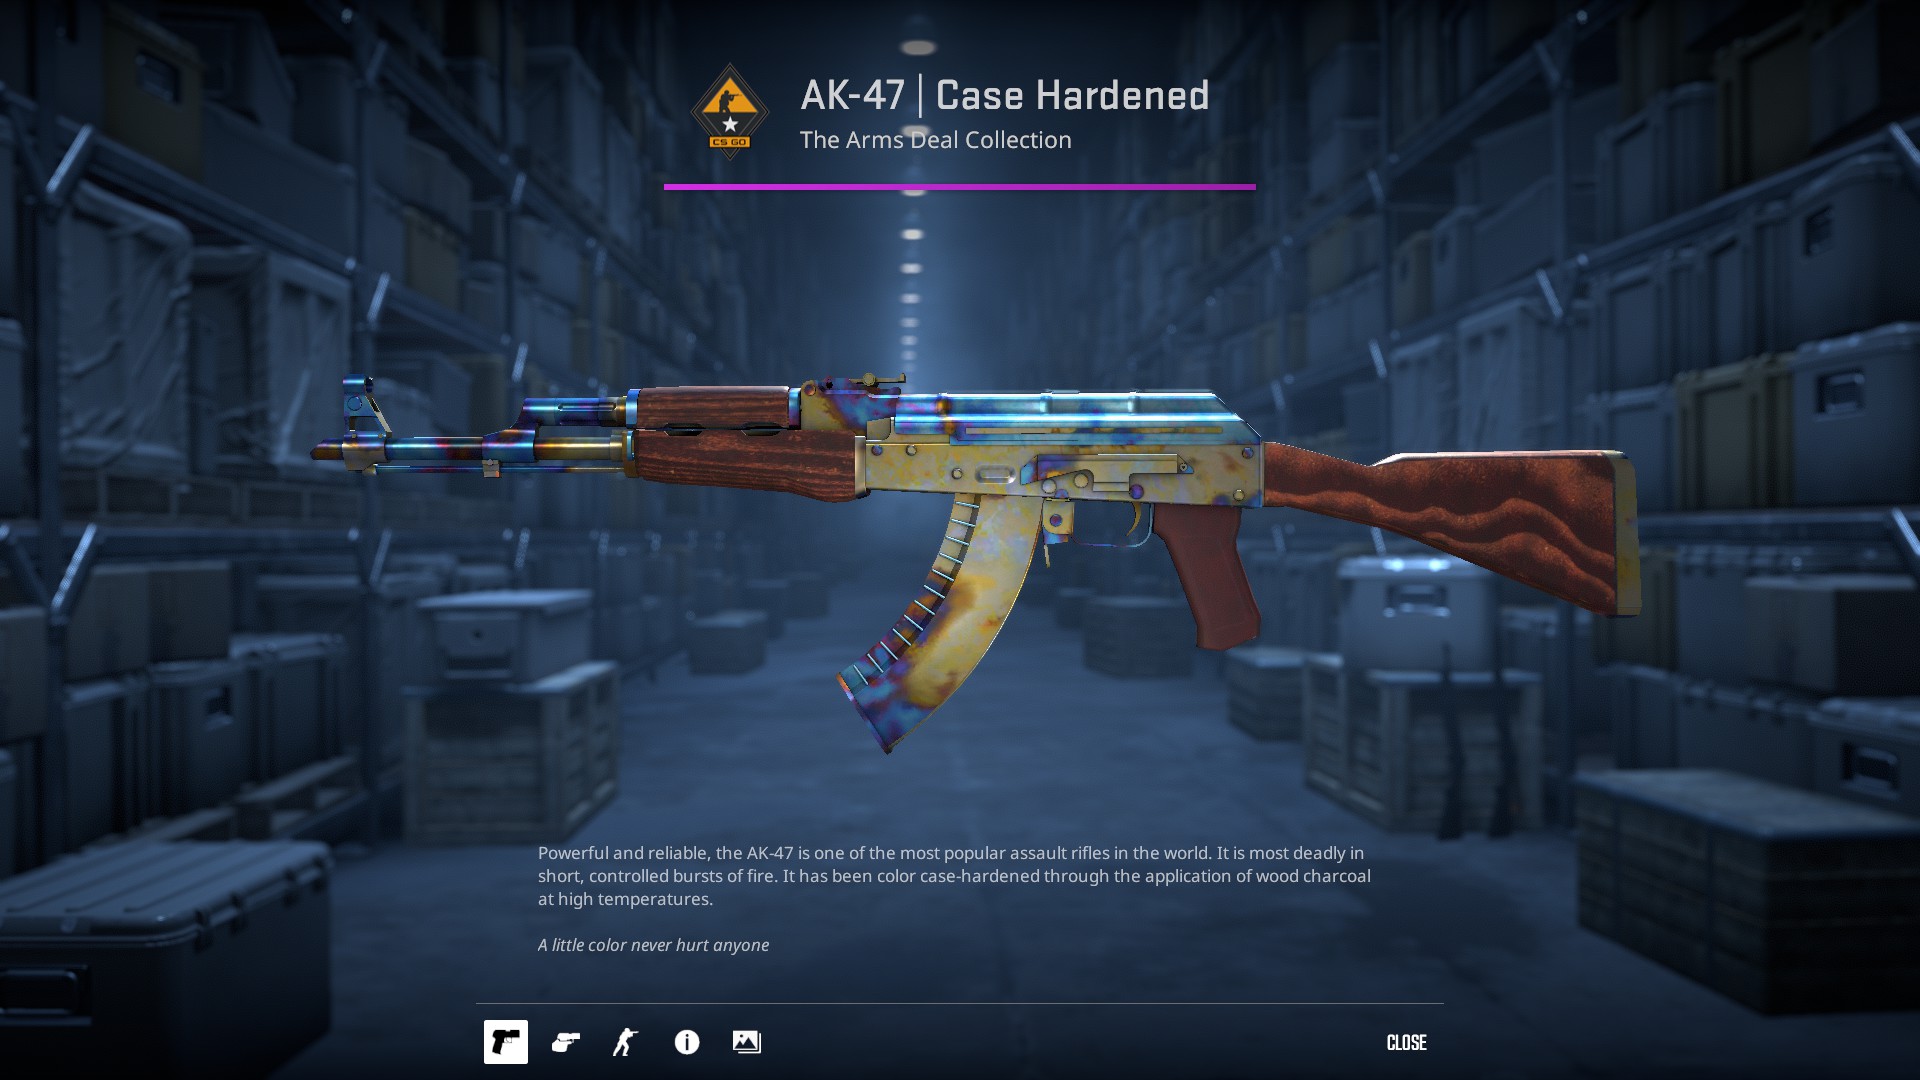 AK-47 | Case Hardened
The Arms Deal Collection
CS GO
Powerful and reliable, the AK-47 is one of the most popular assault rifles in the world. It is most deadly in
short, controlled bursts of fire. It has been color case-hardened through the application of wood charcoal
at high temperatures.
A little color never hurt anyone
CLOSE